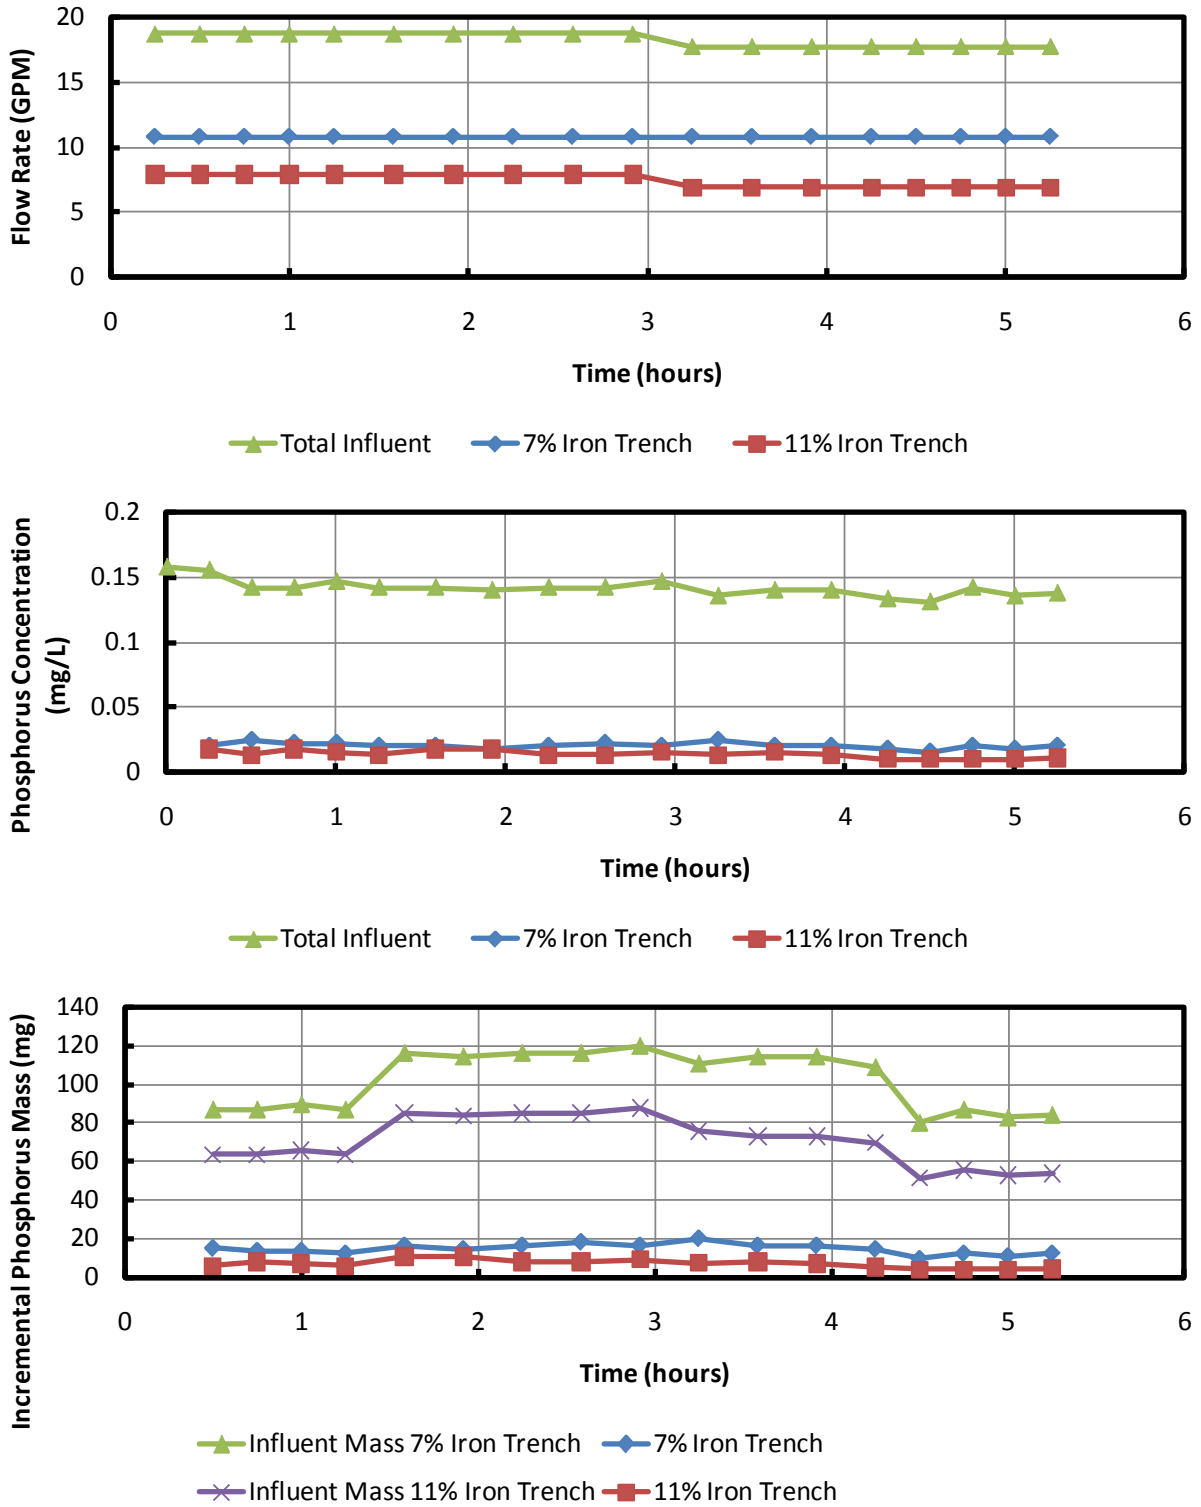 Flow Rate (GPM)
20
15
10
5
0
0 1 2 3 4 5 6
Time (hours)
Total Influent 7% Iron Trench 11% Iron Trench
Phosphorus Concentration
(mg/L)
0.2
0.15
0.1
0.05
0
0 1 2 3 4 5 6
Time (hours)
Total Influent 7% Iron Trench 11% Iron Trench
Incremental Phosphorus Mass (mg)
140
120
100
80
60
40
20
0
0 1 2 3 4 5 6
Time (hours)
Influent Mass 7% Iron Trench 7% Iron Trench
Influent Mass 11% Iron Trench 11% Iron Trench